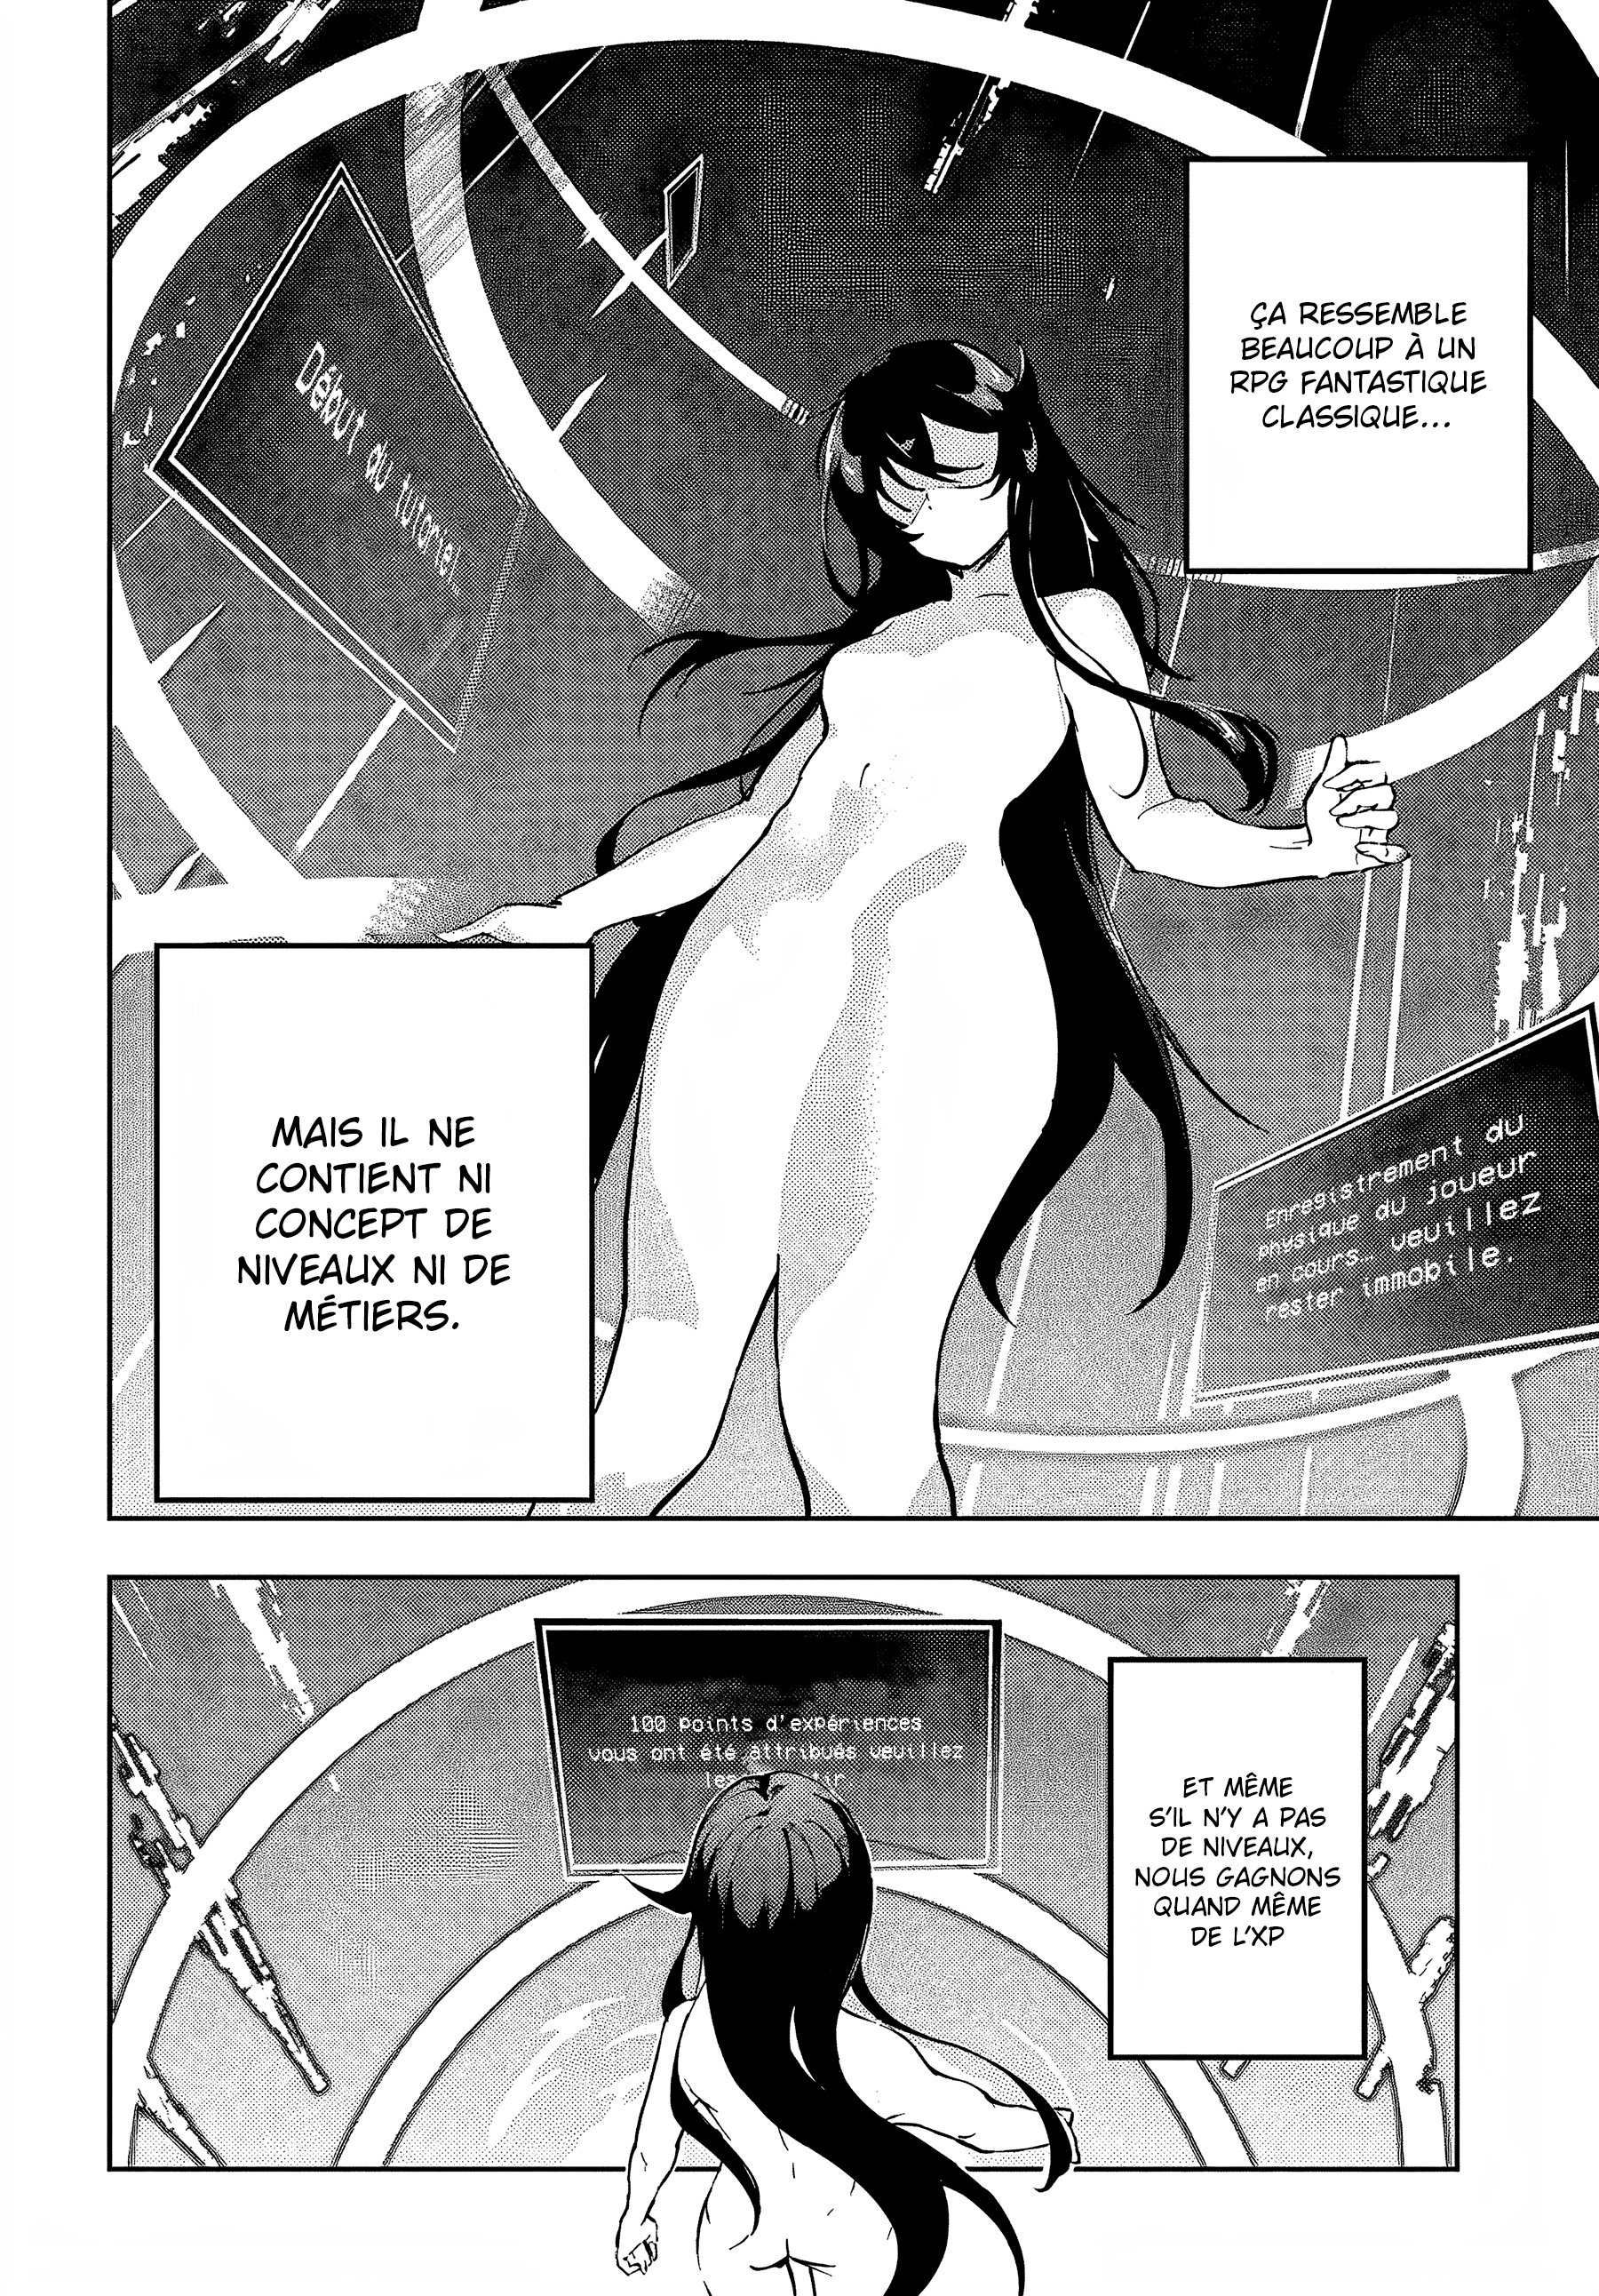 ÇA RESSEMBLE
BEAUCOUP À UN
RPG FANTASTIQUE
CLASSIQUE...
Début du tutoriel
MAIS IL NE
CONTIENT NI
CONCEPT DE
NIVEAUX NI DE
MÉTIERS.
Enregistrement du
physique du joueur
en cours… veuillez
rester immobile.
100 Points d'expériences
vous ont été attribués veuillez
les
ET MÊME
S'IL N'Y A PAS
DE NIVEAUX,
NOUS GAGNONS
QUAND MÊME
DE L'XP